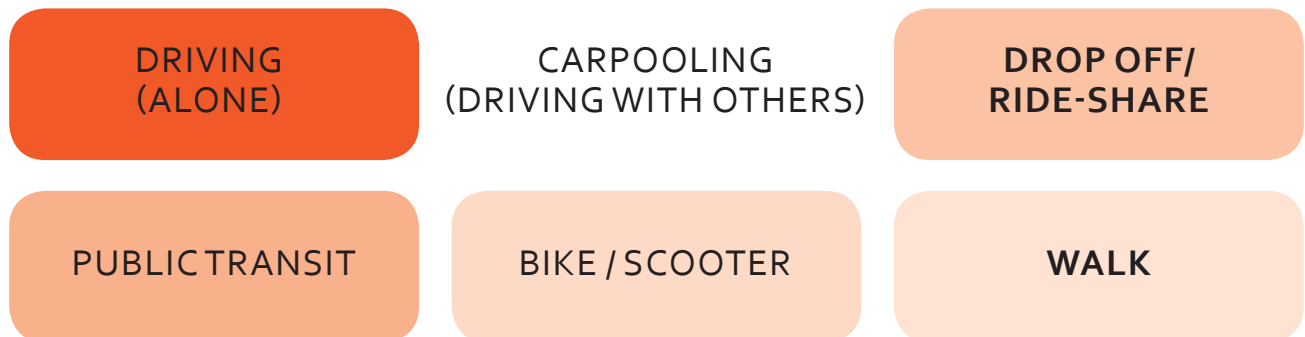 DRIVING
(ALONE)
CARPOOLING
(DRIVING WITH OTHERS)
DROP OFF/
RIDE-SHARE
PUBLIC TRANSIT
BIKE / SCOOTER
WALK